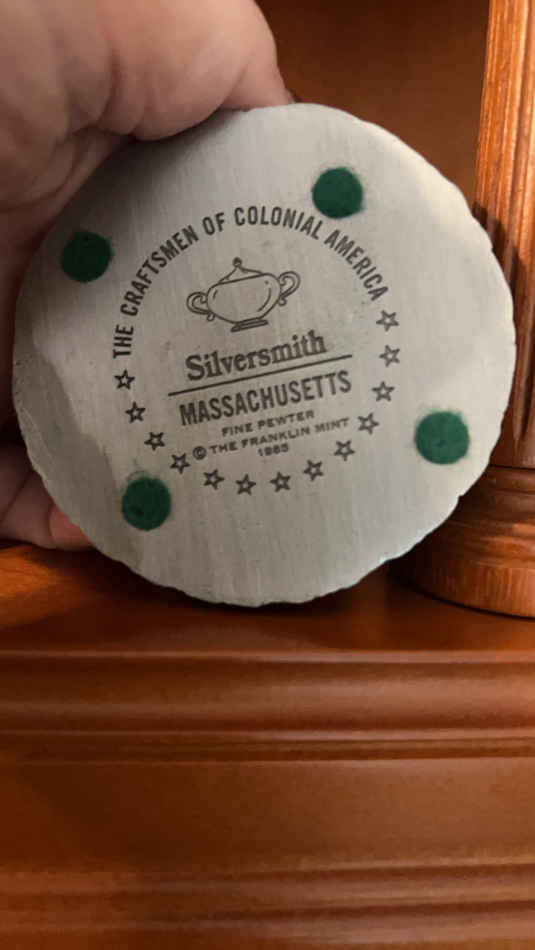 THE CRAFTSMEN OF COLONIAL AMERICA
Silversmith
MASSACHUSETTS
FINE PEWTER
© THE FRANKLIN MINT
1985